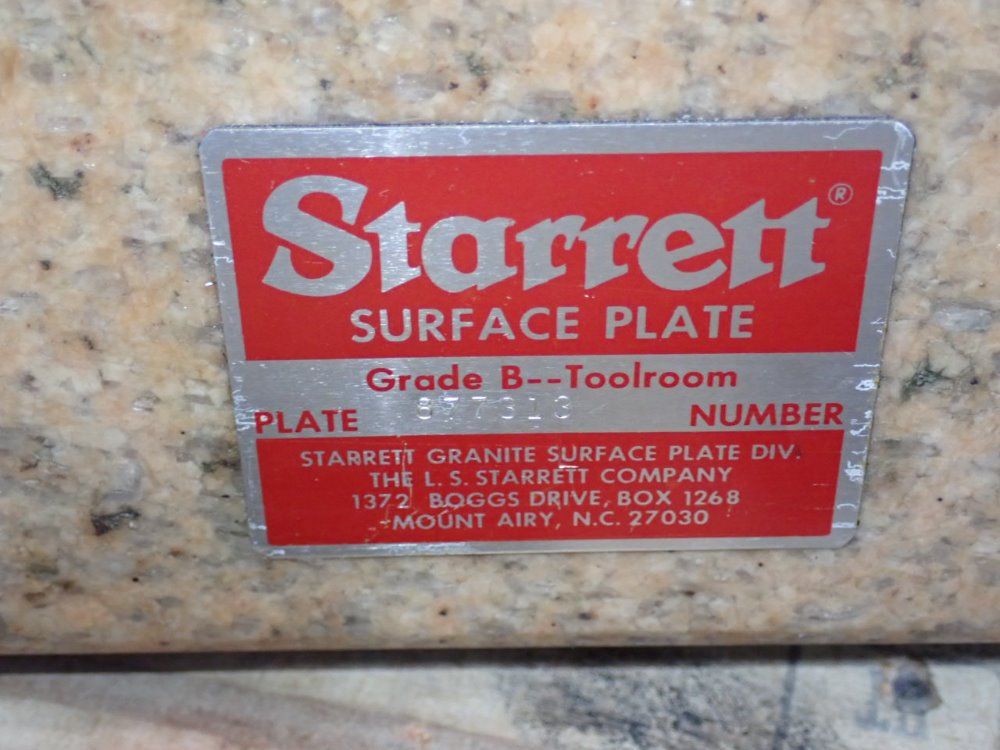 Starrett®
SURFACE PLATE
Grade B--Toolroom
PLATE 877313 NUMBER
STARRETT GRANITE SURFACE PLATE DIV.
THE L. S. STARRETT COMPANY
1372 BOGGS DRIVE, BOX 1268
MOUNT AIRY, N.C. 27030